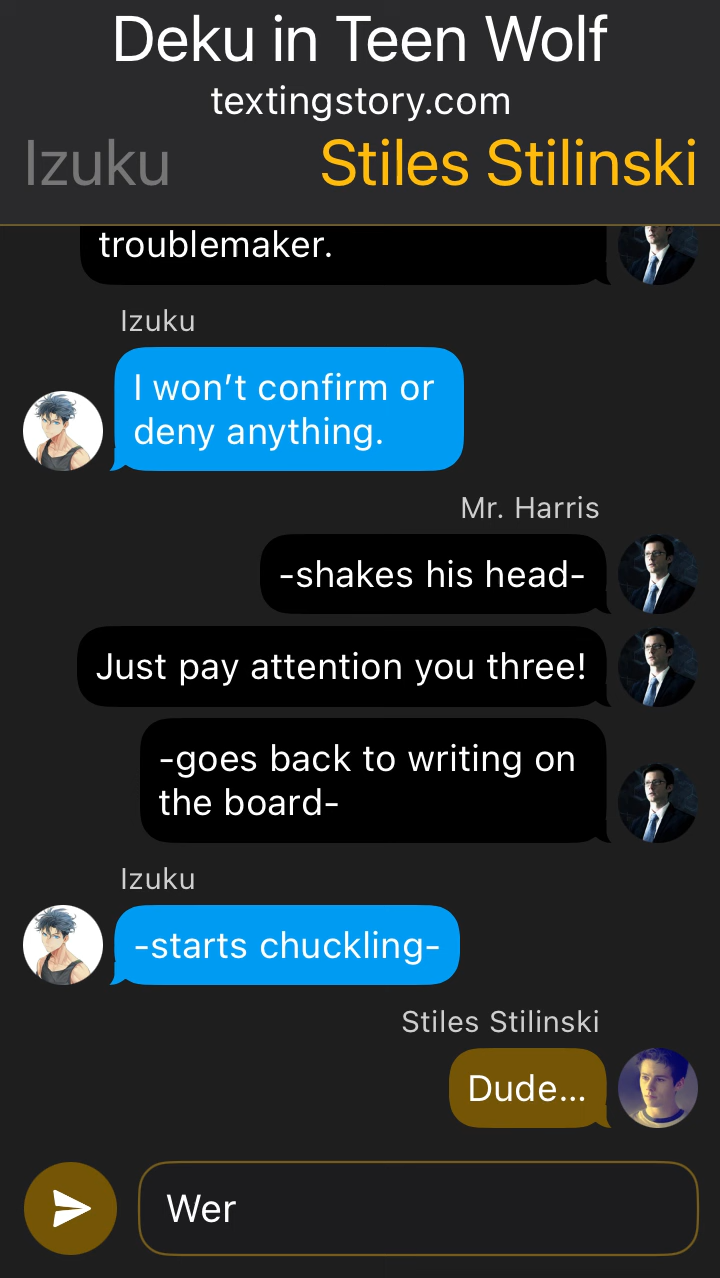 Deku in Teen Wolf
textingstory.com
Izuku Stiles Stilinski
troublemaker.
Izuku
I won’t confirm or
deny anything.
Mr. Harris
-shakes his head-
Just pay attention you three!
-goes back to writing on
the board-
Izuku
-starts chuckling-
Stiles Stilinski
Dude...
Wer